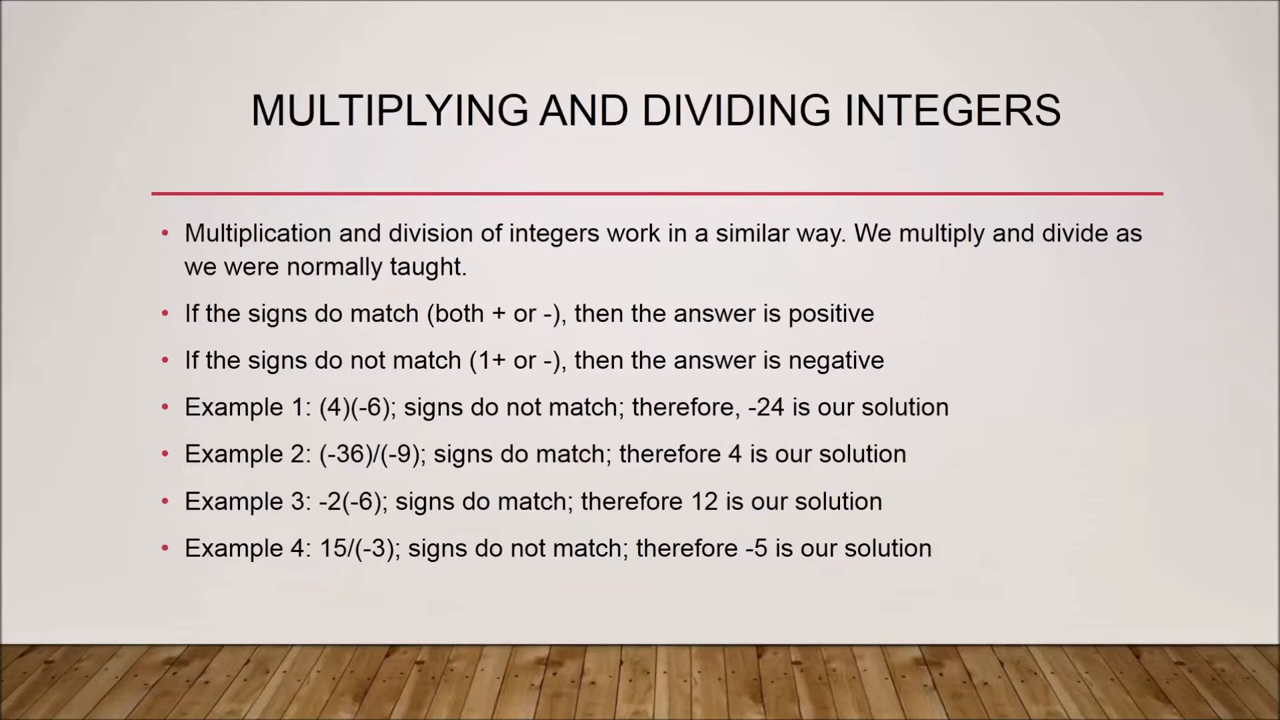 MULTIPLYING AND DIVIDING INTEGERS
• Multiplication and division of integers work in a similar way. We multiply and divide as
we were normally taught.
• If the signs do match (both + or -), then the answer is positive
• If the signs do not match (1+ or -), then the answer is negative
• Example 1: (4)(-6); signs do not match; therefore, -24 is our solution
• Example 2: (-36)/(-9); signs do match; therefore 4 is our solution
• Example 3: -2(-6); signs do match; therefore 12 is our solution
• Example 4: 15/(-3); signs do not match; therefore -5 is our solution